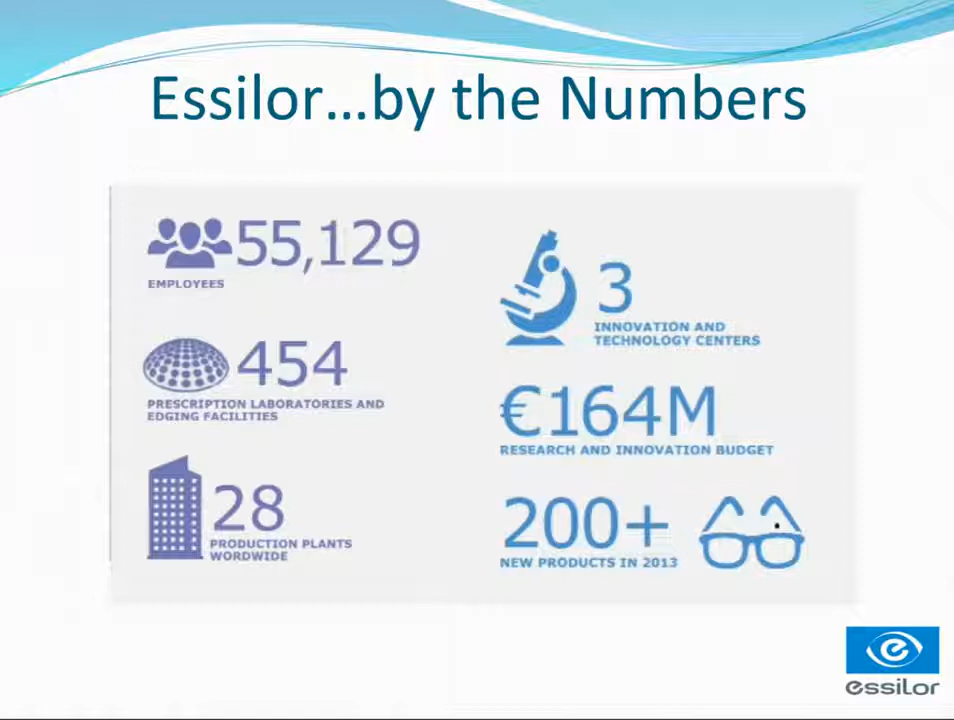 Essilor…by the Numbers
55,129
EMPLOYEES
454
PRESCRIPTION LABORATORIES AND
EDGING FACILITIES
28
PRODUCTION PLANTS
WORDWIDE
3
INNOVATION AND
TECHNOLOGY CENTERS
€164M
RESEARCH AND INNOVATION BUDGET
200+
NEW PRODUCTS IN 2013
essilor